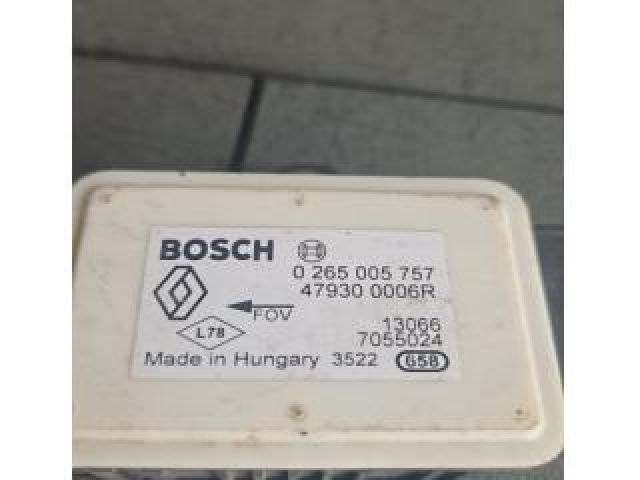 BOSCH
0 265 005 757
47930 0006R
FOV
13066
L78
7055024
Made in Hungary 3522 G58